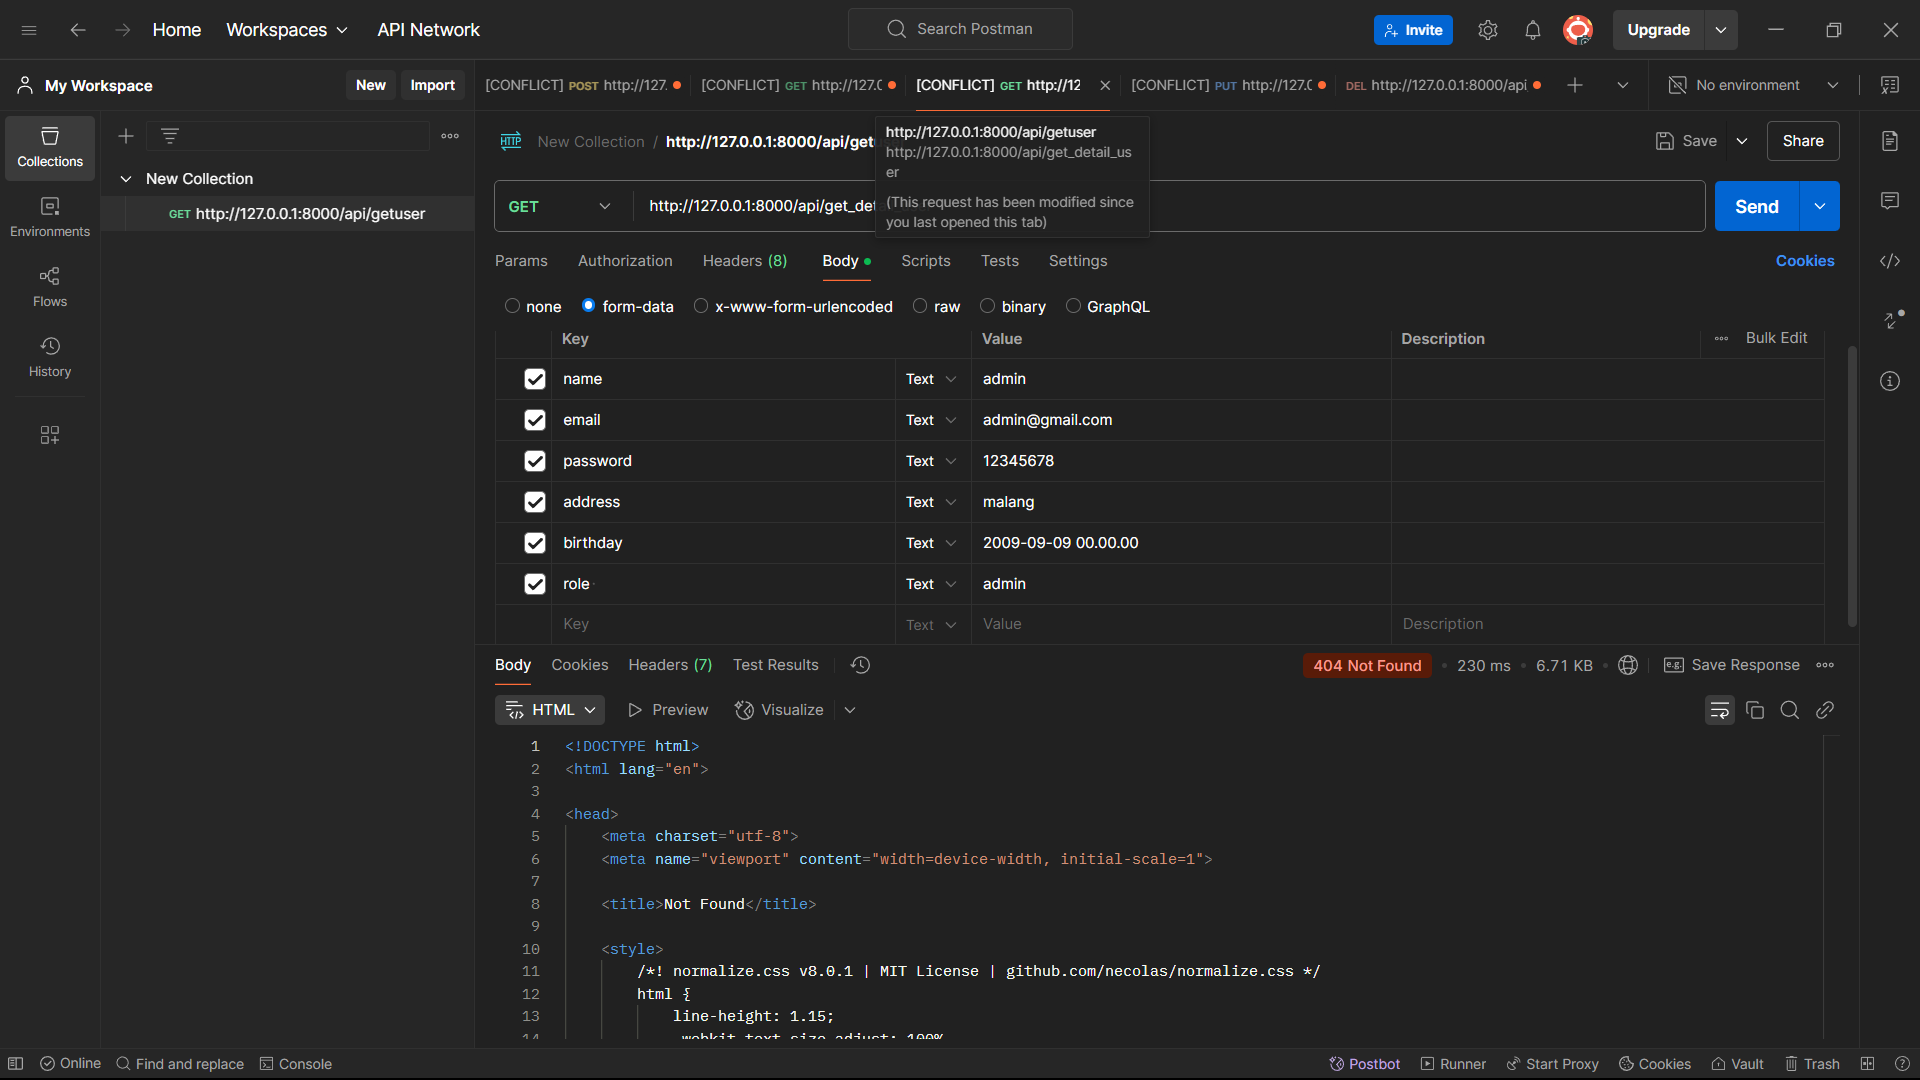 Home
Workspaces
API Network
Search Postman
Invite
Upgrade
My Workspace
New
Import
[CONFLICT] POST http://127.
[CONFLICT] GET http://127.0
[CONFLICT] GET http://12
[CONFLICT] PUT http://127.0
DEL http://127.0.0.1:8000/api,
No environment
Collections
Environments
Flows
History
New Collection
GET http://127.0.0.1:8000/api/getuser
HTTP
New Collection / http://127.0.0.1:8000/api/get
http://127.0.0.1:8000/api/getuser
http://127.0.0.1:8000/api/get_detail_us
er
(This request has been modified since
you last opened this tab)
Save
Share
GET
http://127.0.0.1:8000/api/get_de
Send
Params
Authorization
Headers (8)
Body
Scripts
Tests
Settings
Cookies
none
form-data
x-www-form-urlencoded
raw
binary
GraphQL
Key
Value
Description
Bulk Edit
name
Text
admin
email
Text
admin@gmail.com
password
Text
12345678
address
Text
malang
birthday
Text
2009-09-09 00.00.00
role
Text
admin
Key
Text
Value
Description
Body
Cookies
Headers (7)
Test Results
404 Not Found
230 ms
6.71 KB
e.g.
Save Response
HTML
Preview
Visualize
1 <!DOCTYPE html>
2 <html lang="en">
3
4 <head>
5 <meta charset="utf-8">
6 <meta name="viewport" content="width=device-width, initial-scale=1">
7
8 <title>Not Found</title>
9
10 <style>
11 /*! normalize.css v8.0.1 | MIT License | github.com/necolas/normalize.css */
12 html {
13 line-height: 1.15;
14 -webkit-text-size-adjust: 100%
Online
Find and replace
Console
Postbot
Runner
Start Proxy
Cookies
Vault
Trash